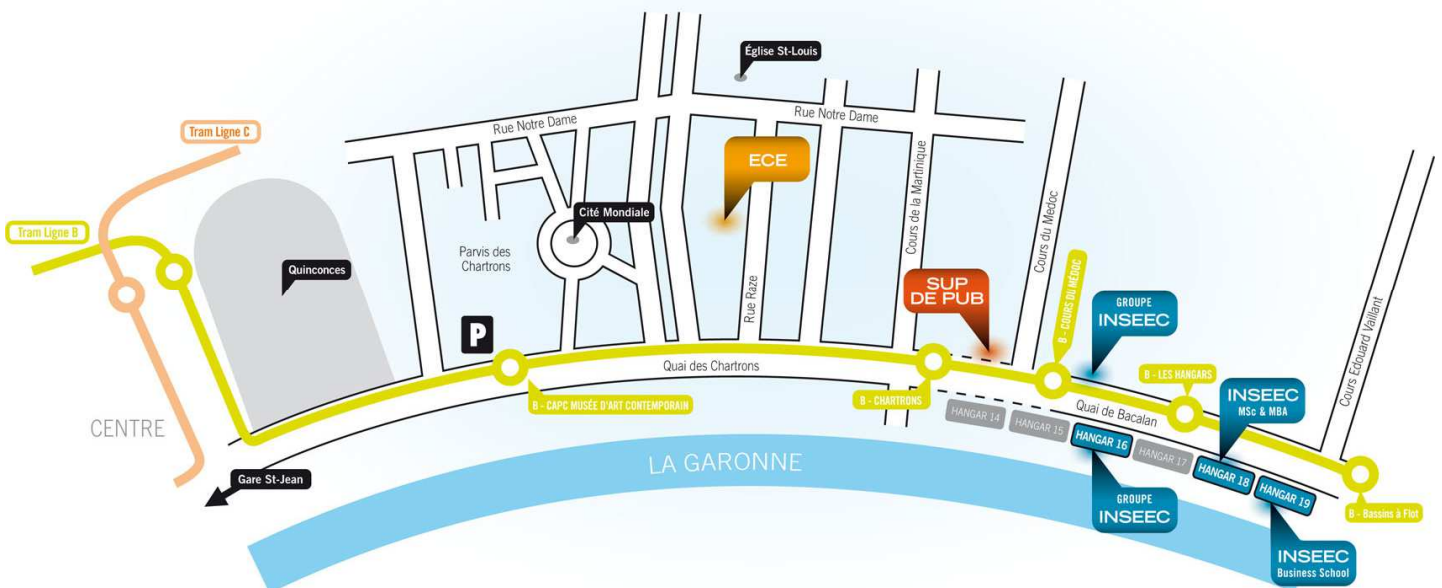 Église St-Louis
Tram Ligne C
Rue Notre Dame
Rue Notre Dame
ECE
Cours de la Martinique
Cours du Medoc
Cité Mondiale
Tram Ligne B
Parvis des
Chartrons
Quinconces
Rue Raze
SUP
DE PUB
B - COURS DU MÉDOC
GROUPE
INSEEC
Cours Edouard Vaillant
P
Quai des Chartrons
B - LES HANGARS
INSEEC
MSc & MBA
B - CAPC MUSÉE D'ART CONTEMPORAIN
B - CHARTRONS
Quai de Bacalan
CENTRE
HANGAR 14
HANGAR 15
HANGAR 16
HANGAR 17
HANGAR 18
HANGAR 19
LA GARONNE
Gare St-Jean
GROUPE
INSEEC
B - Bassins à Flot
INSEEC
Business School